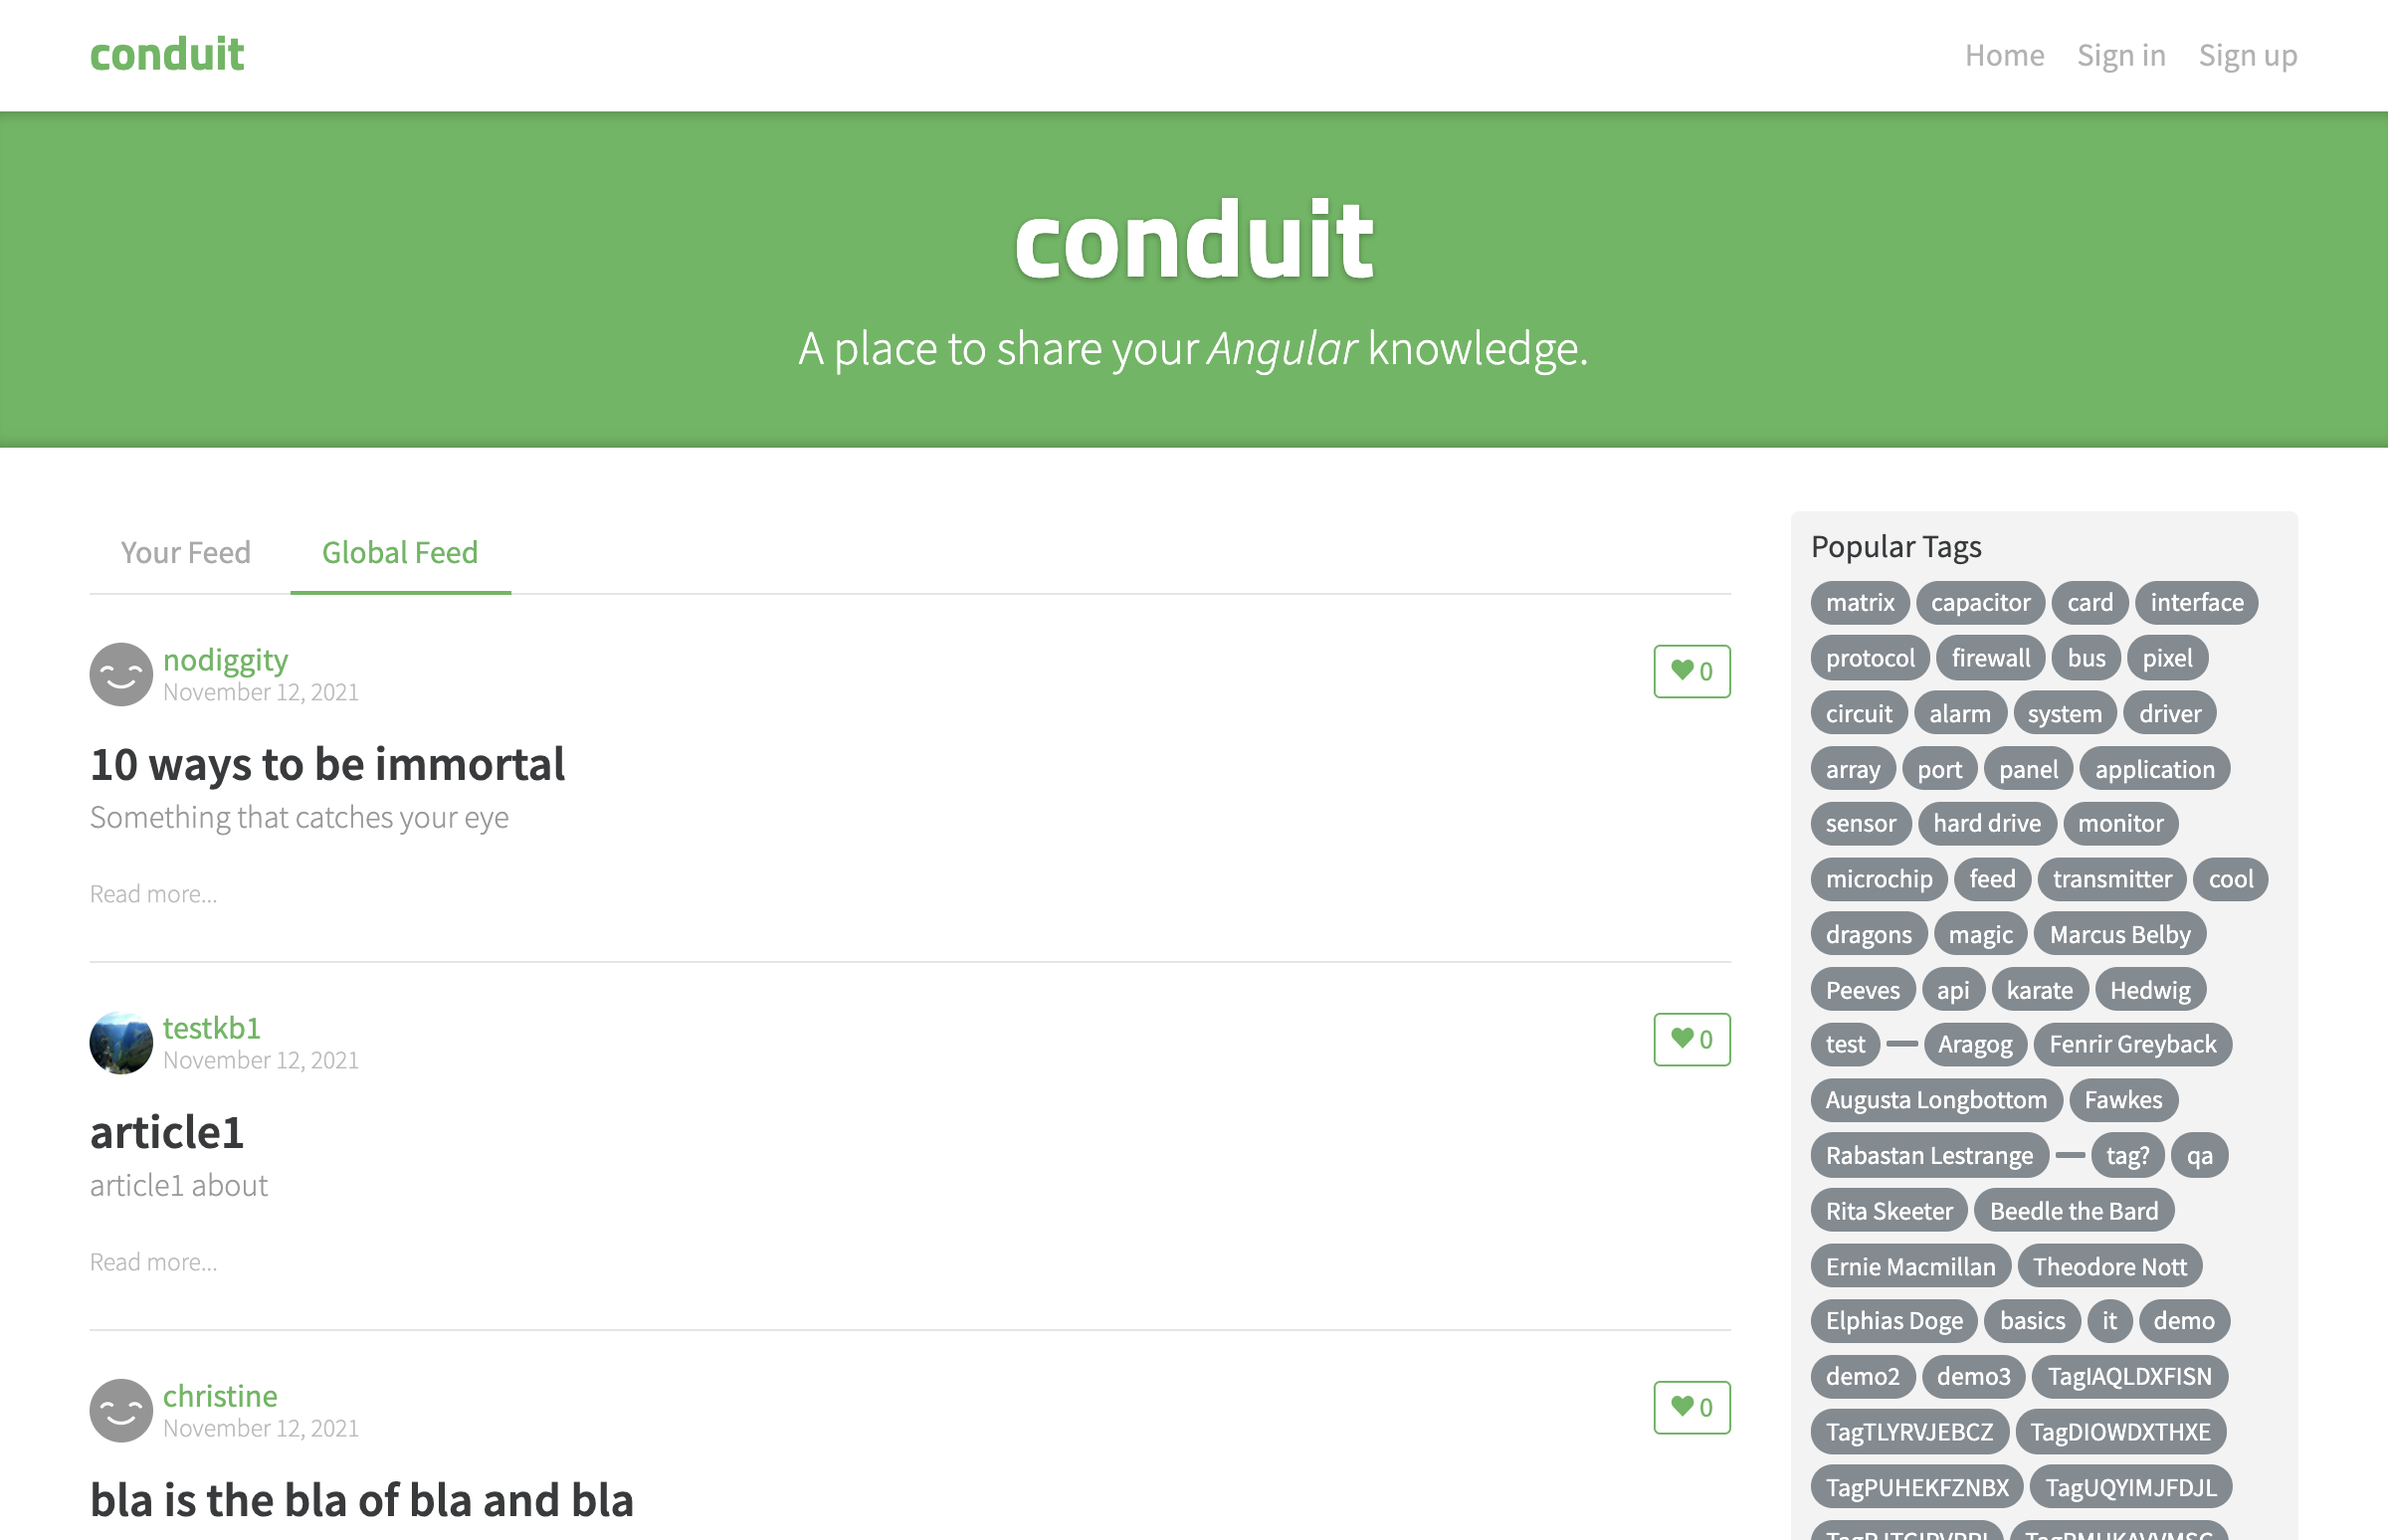 conduit
Home Sign in Sign up
conduit
A place to share your Angular knowledge.
Your Feed Global Feed
nodiggity
November 12, 2021
0
10 ways to be immortal
Something that catches your eye
Read more...
testkb1
November 12, 2021
0
article1
article1 about
Read more...
christine
November 12, 2021
0
bla is the bla of bla and bla
Popular Tags
matrix capacitor card interface
protocol firewall bus pixel
circuit alarm system driver
array port panel application
sensor hard drive monitor
microchip feed transmitter cool
dragons magic Marcus Belby
Peeves api karate Hedwig
test Aragog Fenrir Greyback
Augusta Longbottom Fawkes
Rabastan Lestrange tag? qa
Rita Skeeter Beedle the Bard
Ernie Macmillan Theodore Nott
Elphias Doge basics it demo
demo2 demo3 TagIAQLDXFISN
TagTLYRVJEBCZ TagDIOWDXTHXE
TagPUHEKFZNBX TagUQYIMJFDJL